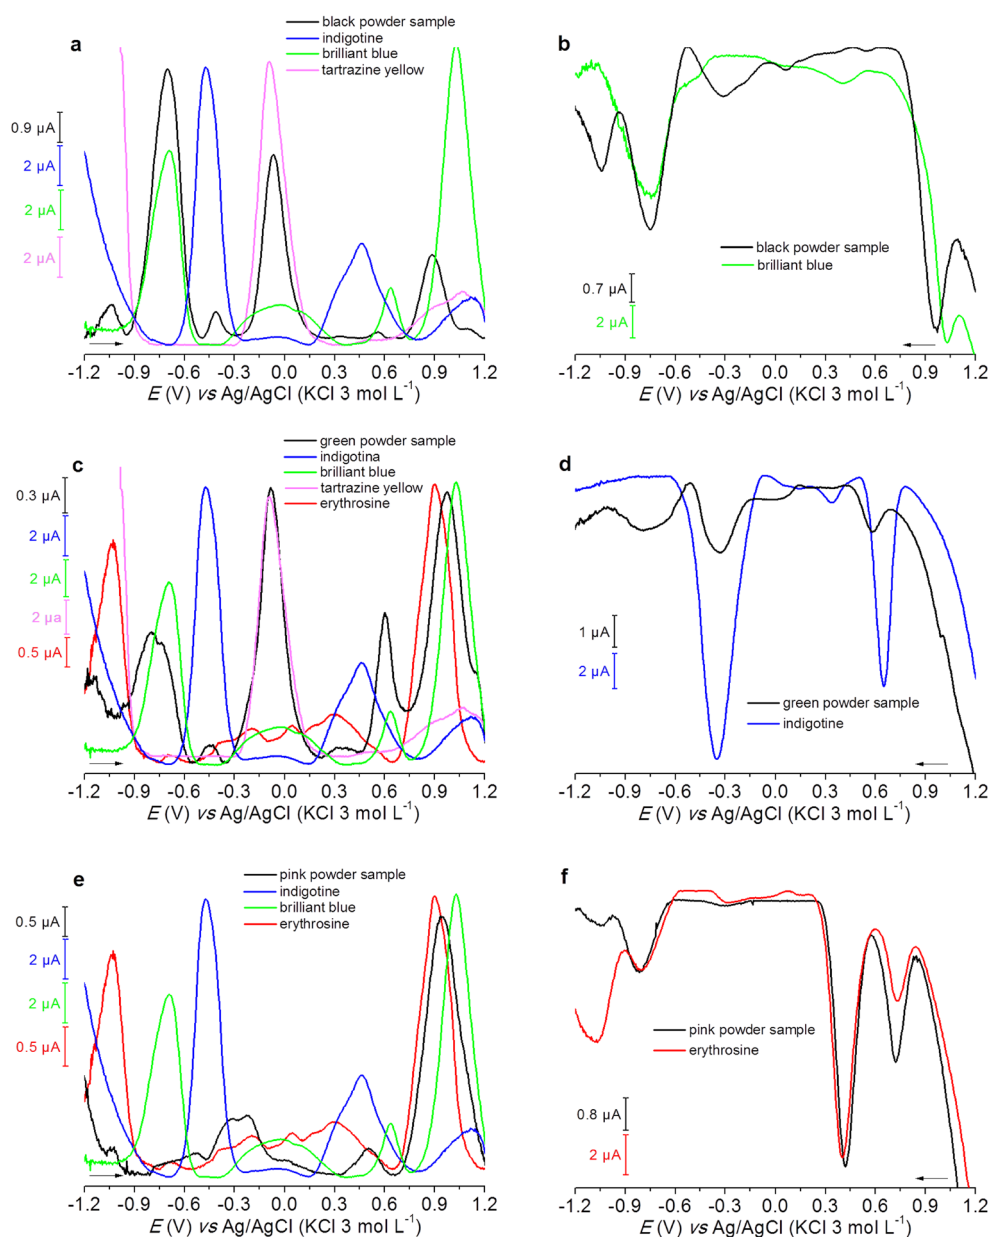 a
black powder sample
indigotine
brilliant blue
tartrazine yellow
0.9 µA
2 µA
2 µA
2 µA
-1.2 -0.9 -0.6 -0.3 0.0 0.3 0.6 0.9 1.2
E (V) vs Ag/AgCl (KCl 3 mol L⁻¹)
b
black powder sample
brilliant blue
0.7 µA
2 µA
-1.2 -0.9 -0.6 -0.3 0.0 0.3 0.6 0.9 1.2
E (V) vs Ag/AgCl (KCl 3 mol L⁻¹)
c
green powder sample
indigotina
brilliant blue
tartrazine yellow
erythrosine
0.3 µA
2 µA
2 µA
2 µa
0.5 µA
-1.2 -0.9 -0.6 -0.3 0.0 0.3 0.6 0.9 1.2
E (V) vs Ag/AgCl (KCl 3 mol L⁻¹)
d
1 µA
2 µA
green powder sample
indigotine
-1.2 -0.9 -0.6 -0.3 0.0 0.3 0.6 0.9 1.2
E (V) vs Ag/AgCl (KCl 3 mol L⁻¹)
e
pink powder sample
indigotine
brilliant blue
erythrosine
0.5 µA
2 µA
2 µA
0.5 µA
-1.2 -0.9 -0.6 -0.3 0.0 0.3 0.6 0.9 1.2
E (V) vs Ag/AgCl (KCl 3 mol L⁻¹)
f
pink powder sample
erythrosine
0.8 µA
2 µA
-1.2 -0.9 -0.6 -0.3 0.0 0.3 0.6 0.9 1.2
E (V) vs Ag/AgCl (KCl 3 mol L⁻¹)